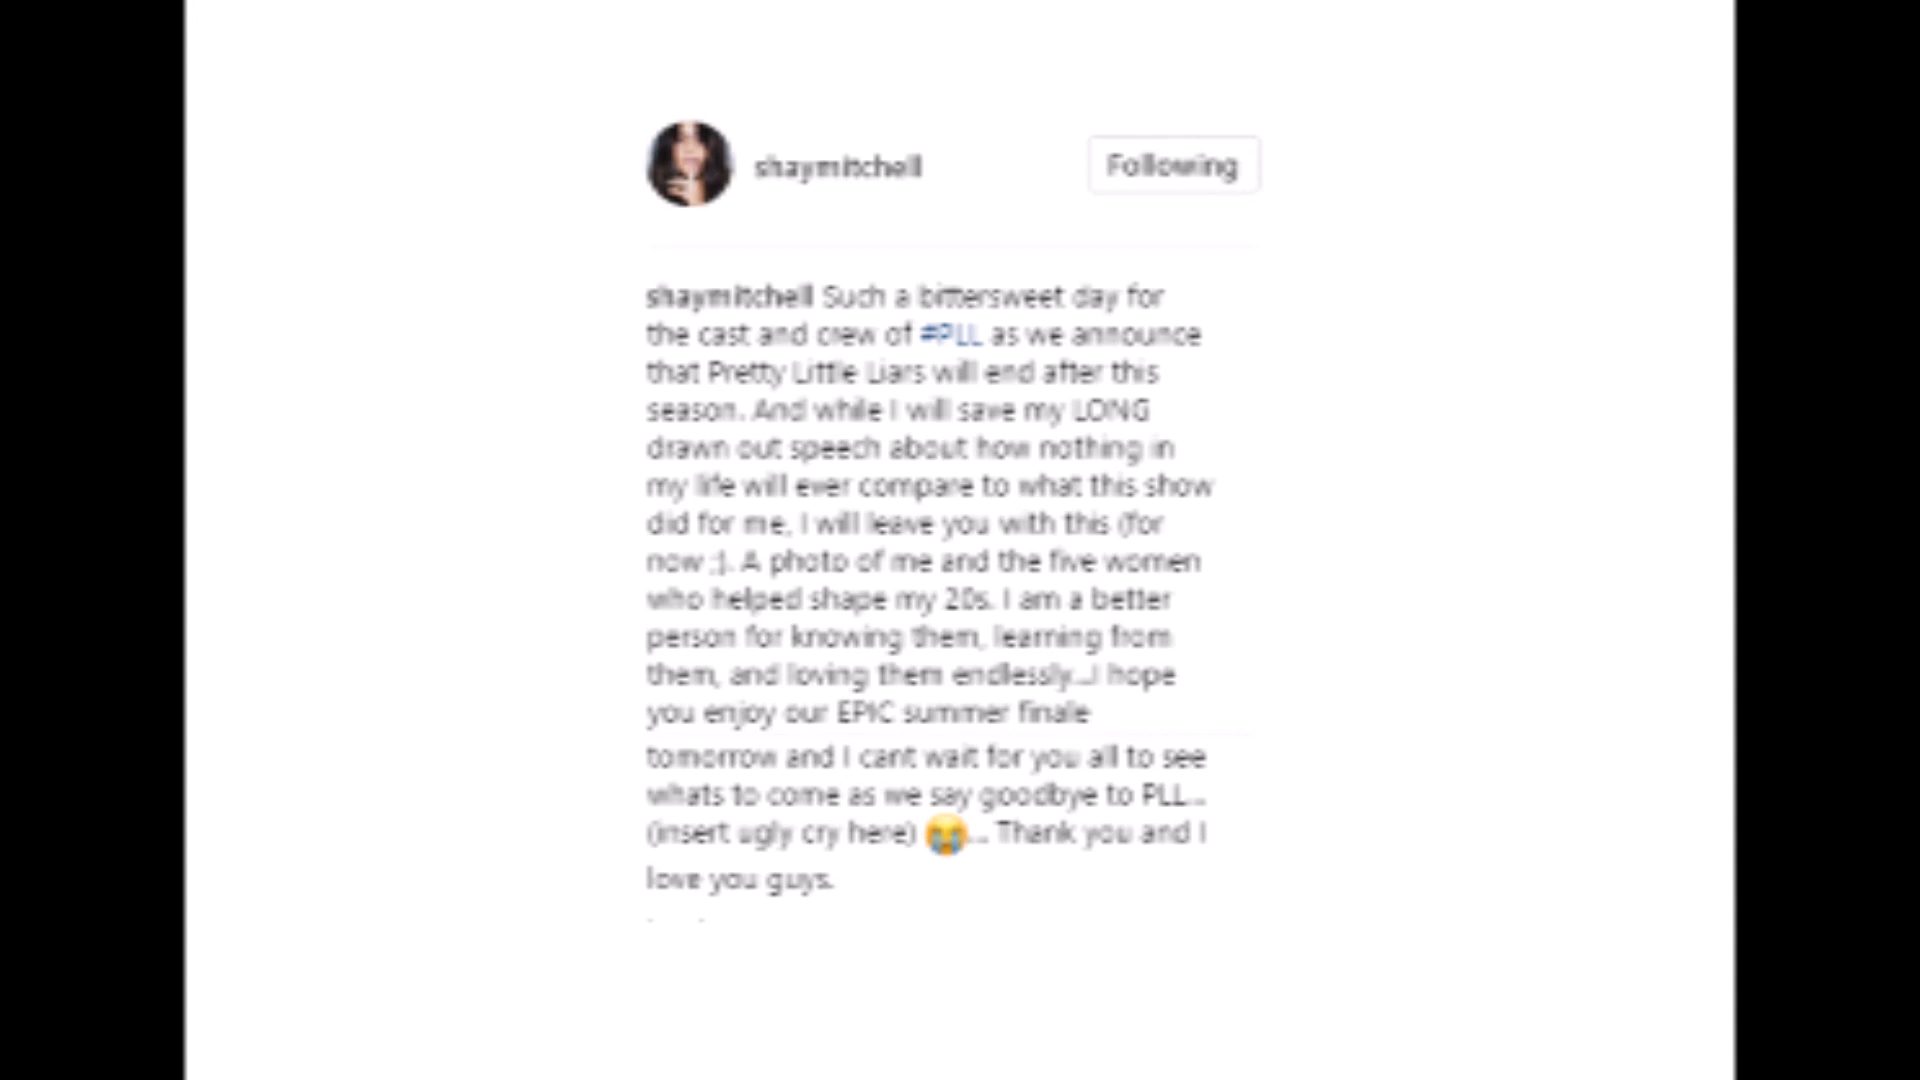 shaymitchell
Following
shaymitchell Such a bittersweet day for
the cast and crew of #PLL as we announce
that Pretty Little Liars will end after this
season. And while I will save my LONG
drawn out speech about how nothing in
my life will ever compare to what this show
did for me, I will leave you with this (for
now ;). A photo of me and the five women
who helped shape my 20s. I am a better
person for knowing them, learning from
them, and loving them endlessly...I hope
you enjoy our EPIC summer finale
tomorrow and I cant wait for you all to see
whats to come as we say goodbye to PLL...
(insert ugly cry here) 😭... Thank you and I
love you guys.